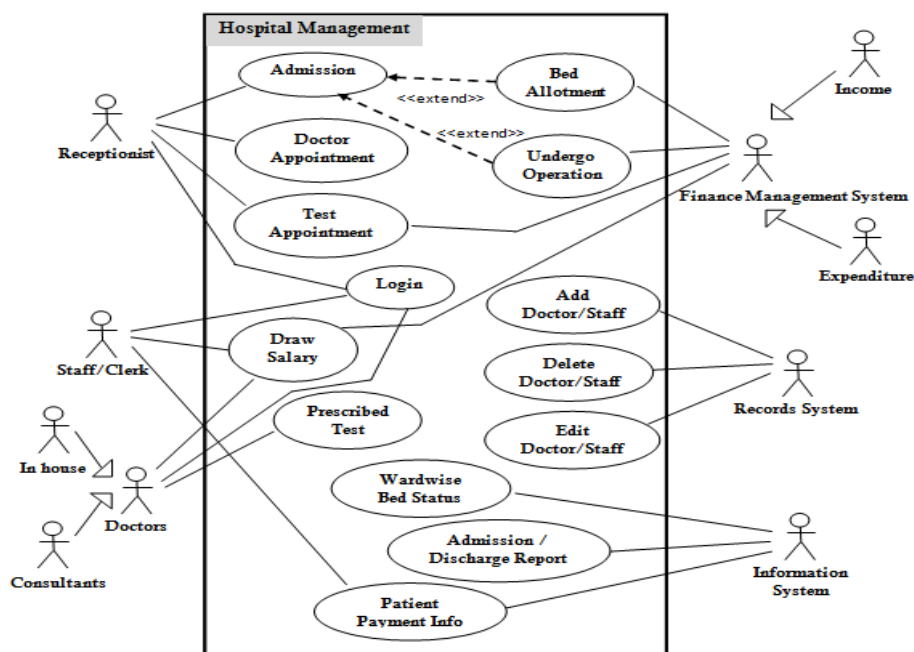 Hospital Management
Admission
Bed
Allotment
Income
<<extend>>
Receptionist
Doctor
Appointment
<<extend>>
Undergo
Operation
Finance Management System
Test
Appointment
Expenditure
Login
Add
Doctor/Staff
Staff/Clerk
Draw
Salary
Delete
Doctor/Staff
Records System
Prescribed
Test
Edit
Doctor/Staff
In house
Wardwise
Bed Status
Doctors
Consultants
Admission /
Discharge Report
Information
System
Patient
Payment Info